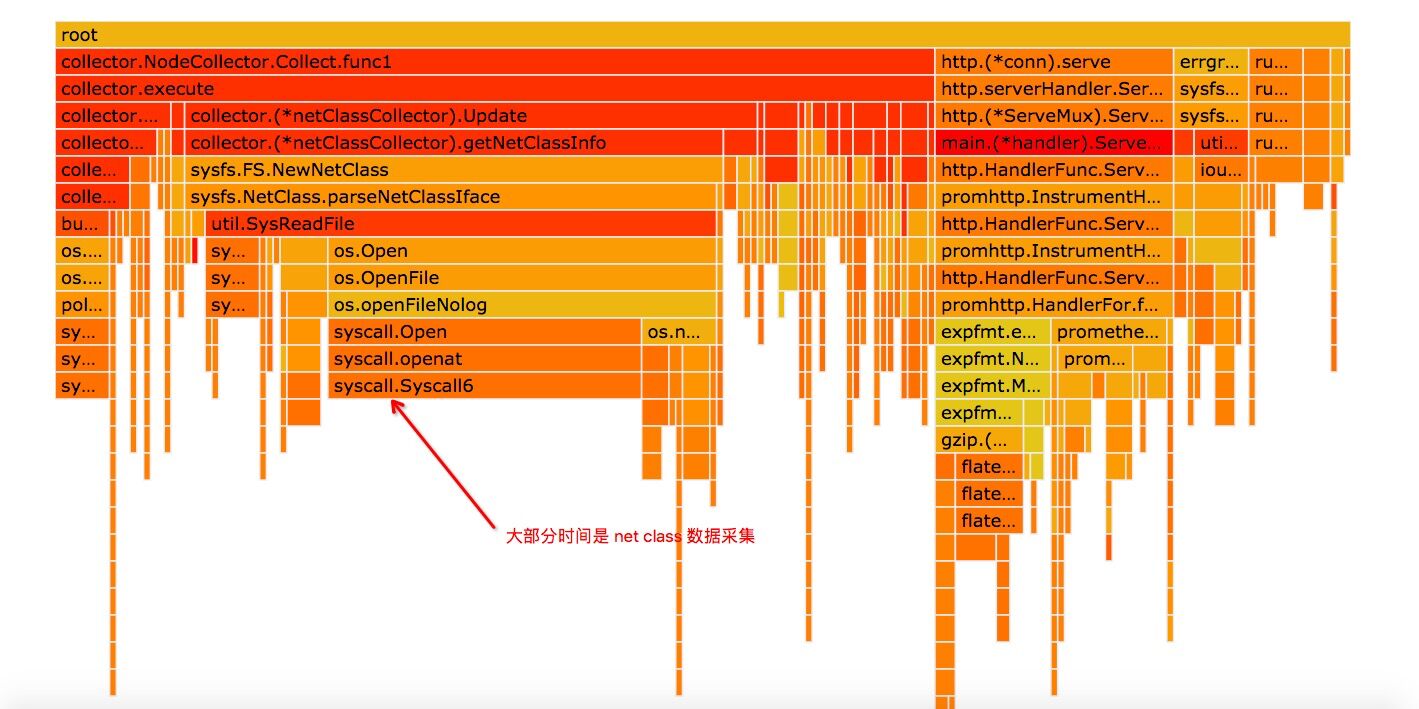 root
collector.NodeCollector.Collect.func1 http.(*conn).serve errgr... ru...
collector.execute http.serverHandler.Ser... sysfs... ru...
collector.... collector.(*netClassCollector).Update http.(*ServeMux).Serv... sysfs... ru...
collecto... collector.(*netClassCollector).getNetClassInfo main.(*handler).Serve... uti... ru...
colle... sysfs.FS.NewNetClass http.HandlerFunc.Serv... iou...
colle... sysfs.NetClass.parseNetClassIface promhttp.InstrumentH...
bu... util.SysReadFile http.HandlerFunc.Serv...
os.... sy... os.Open promhttp.InstrumentH...
os.... sy... os.OpenFile http.HandlerFunc.Serv...
pol... sy... os.openFileNolog promhttp.HandlerFor.f...
sy... syscall.Open os.n... expfmt.e... promethe...
sy... syscall.openat expfmt.N... prom...
sy... syscall.Syscall6 expfmt.M...
expfm...
gzip.(...
flate...
flate...
flate...
大部分时间是 net class 数据采集